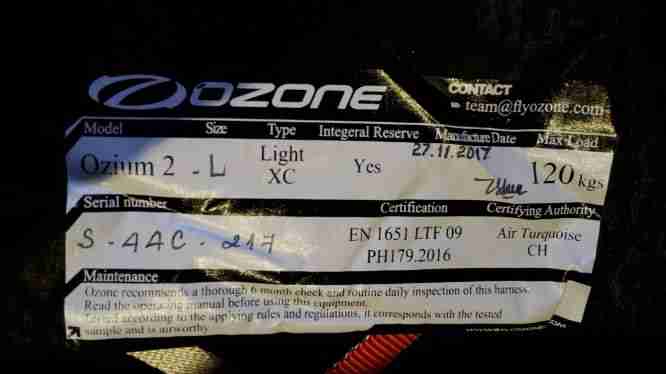 OZONE
CONTACT
team@flyozone.com
Model Size Type Integeral Reserve Manufacture Date Max Load
Ozium 2 - L Light XC Yes 27.11.2017 120 kgs
Serial number Certification Certifying Authority
S - AAC - 217 EN 1651 LTF 09 Air Turquoise
PH179.2016 CH
Maintenance
Ozone recommends a thorough 6 month check and routine daily inspection of this harness.
Read the operating manual before using this equipment.
Tested according to the applying rules and regulations, it corresponds with the tested
sample and is airworthy